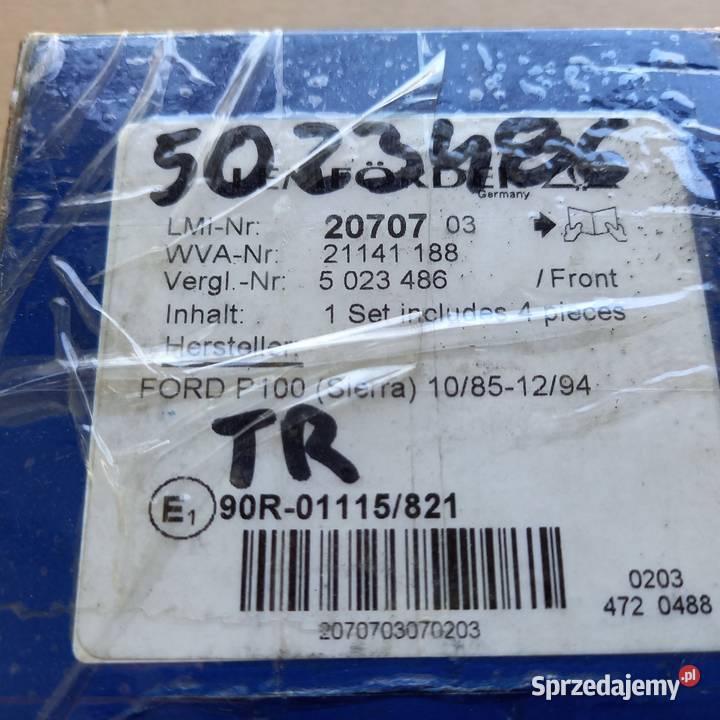 5023486
LEMFÖRDER
Germany
LMI-Nr: 20707 03
WVA-Nr: 21141 188
Vergl.-Nr: 5 023 486 / Front
Inhalt: 1 Set includes 4 pieces
Hersteller:
FORD P100 (Sierra) 10/85-12/94
TR
E1 90R-01115/821
2070703070203
0203
472 0488
Sprzedajemy.pl